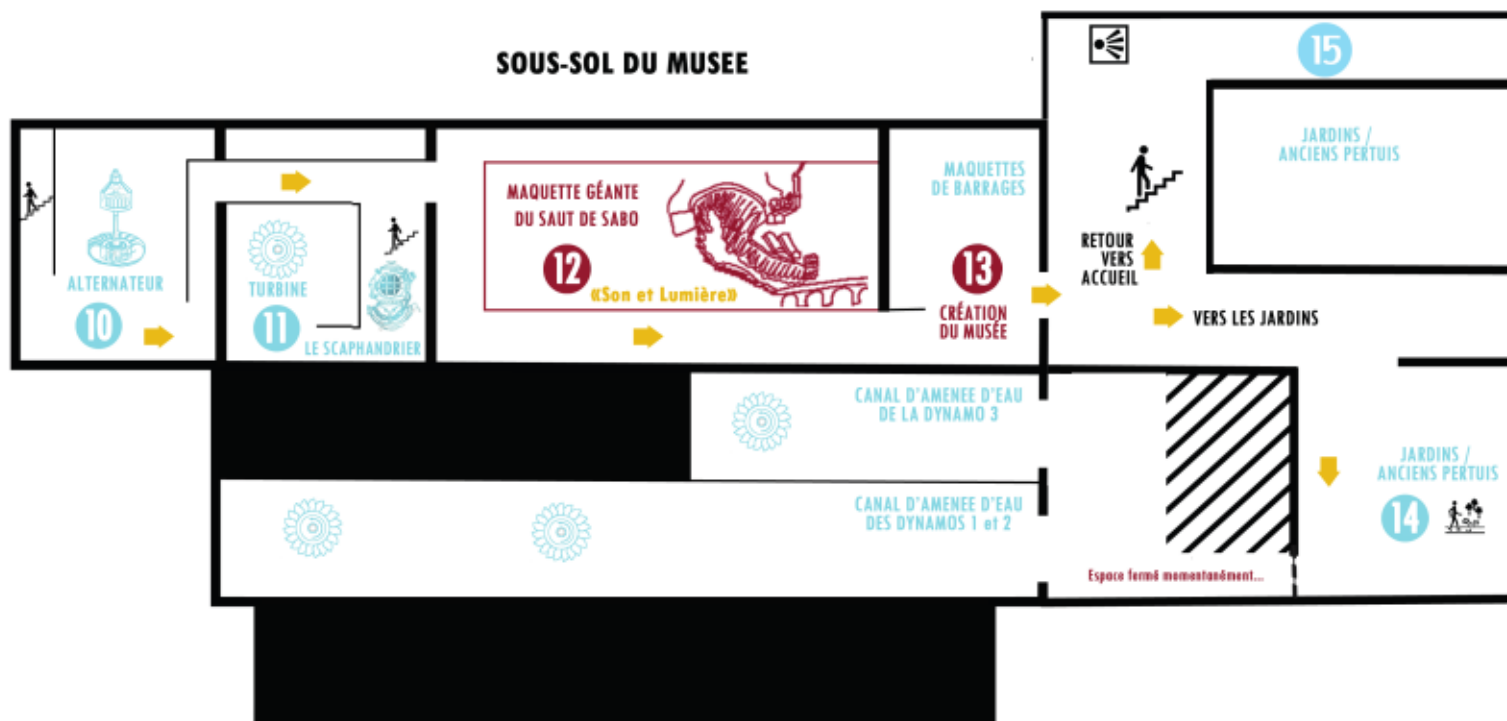 SOUS-SOL DU MUSEE
15
JARDINS /
ANCIENS PERTUIS
MAQUETTE GÉANTE
DU SAUT DE SABO
12
«Son et Lumière»
MAQUETTES
DE BARRAGES
13
CRÉATION
DU MUSÉE
ALTERNATEUR
10
TURBINE
11
LE SCAPHANDRIER
RETOUR
VERS
ACCUEIL
VERS LES JARDINS
CANAL D'AMENEE D'EAU
DE LA DYNAMO 3
CANAL D'AMENEE D'EAU
DES DYNAMOS 1 et 2
JARDINS /
ANCIENS PERTUIS
14
Espace fermé momentanément...